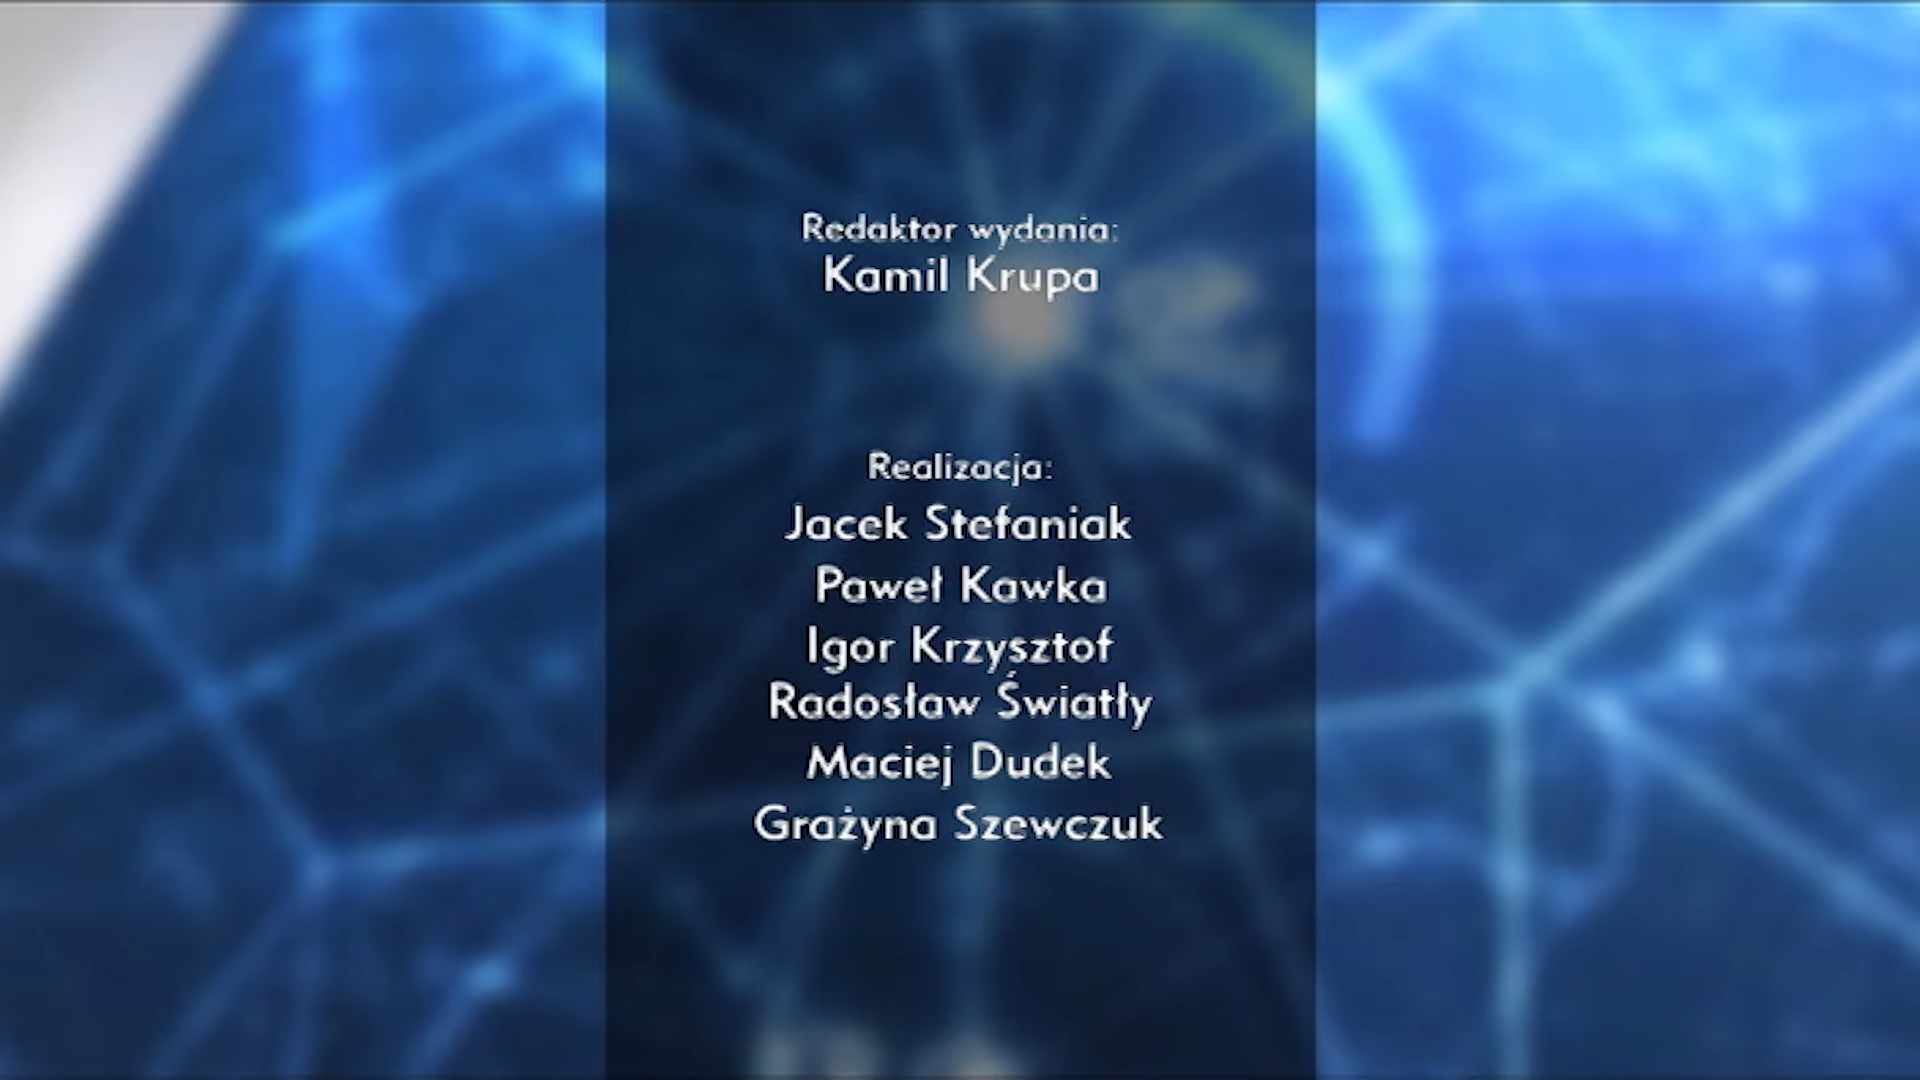 Redaktor wydania:
Kamil Krupa
Realizacja:
Jacek Stefaniak
Paweł Kawka
Igor Krzysztof
Radosław Światły
Maciej Dudek
Grażyna Szewczuk